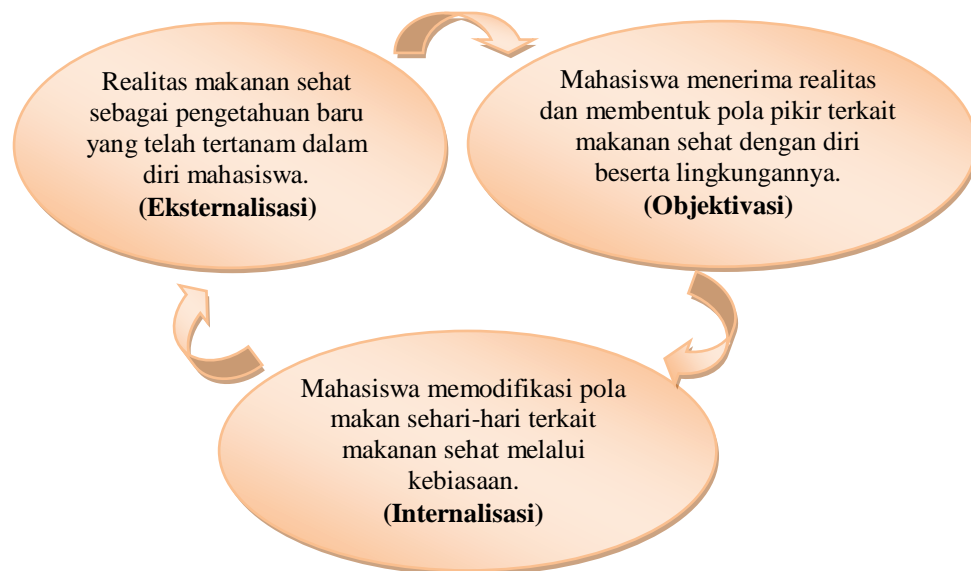 Realitas makanan sehat
sebagai pengetahuan baru
yang telah tertanam dalam
diri mahasiswa.
(Eksternalisasi)
Mahasiswa menerima realitas
dan membentuk pola pikir terkait
makanan sehat dengan diri
beserta lingkungannya.
(Objektivasi)
Mahasiswa memodifikasi pola
makan sehari-hari terkait
makanan sehat melalui
kebiasaan.
(Internalisasi)